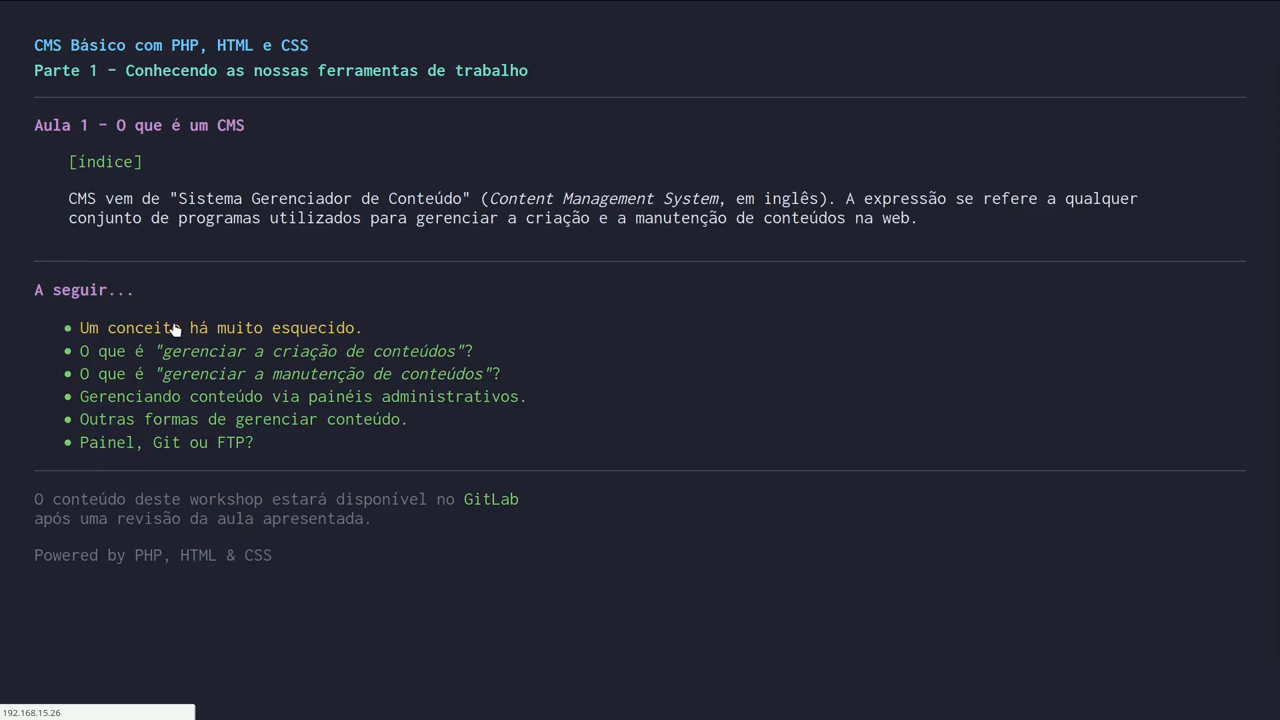 CMS Básico com PHP, HTML e CSS
Parte 1 - Conhecendo as nossas ferramentas de trabalho
Aula 1 - O que é um CMS
[índice]
CMS vem de "Sistema Gerenciador de Conteúdo" (Content Management System, em inglês). A expressão se refere a qualquer
conjunto de programas utilizados para gerenciar a criação e a manutenção de conteúdos na web.
A seguir...
• Um conceito há muito esquecido.
• O que é "gerenciar a criação de conteúdos"?
• O que é "gerenciar a manutenção de conteúdos"?
• Gerenciando conteúdo via painéis administrativos.
• Outras formas de gerenciar conteúdo.
• Painel, Git ou FTP?
O conteúdo deste workshop estará disponível no GitLab
após uma revisão da aula apresentada.
Powered by PHP, HTML & CSS
192.168.15.26